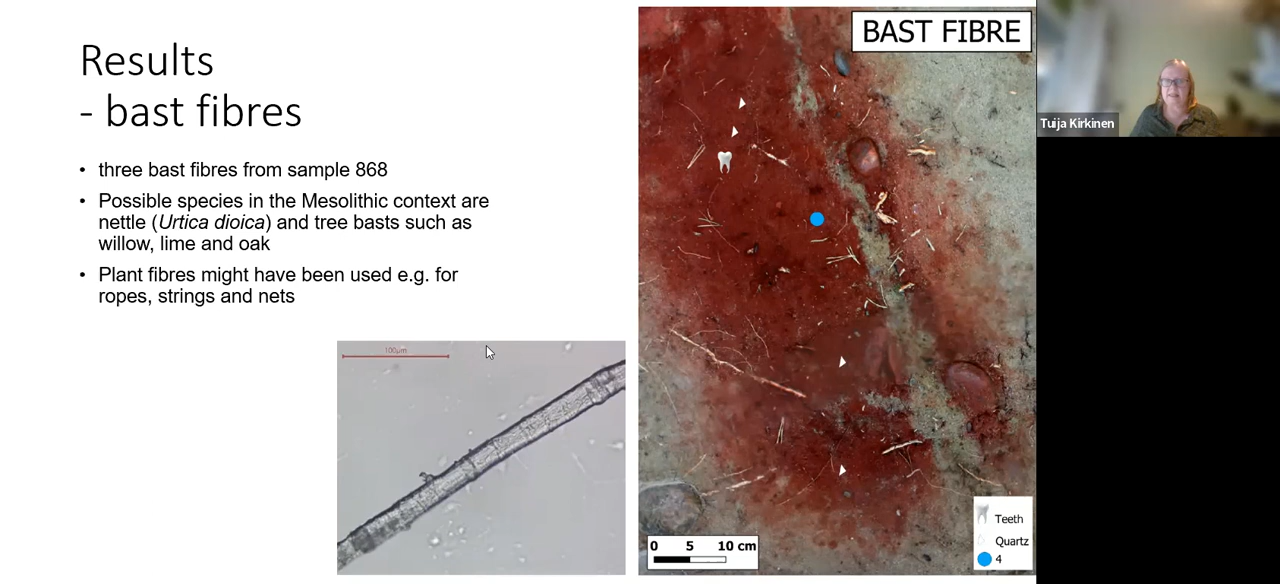 Results
- bast fibres
• three bast fibres from sample 868
• Possible species in the Mesolithic context are
nettle (Urtica dioica) and tree basts such as
willow, lime and oak
• Plant fibres might have been used e.g. for
ropes, strings and nets
100µm
BAST FIBRE
0 5 10 cm
Teeth
Quartz
4
Tuija Kirkinen